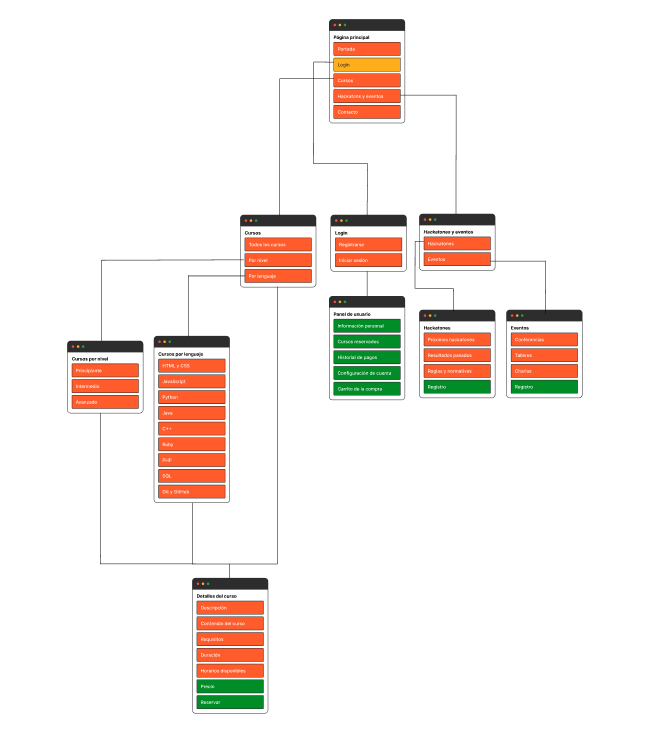 Página principal
Portada
Login
Cursos
Hackatons y eventos
Contacto
Cursos
Todos los cursos
Por nivel
Por lenguaje
Login
Registrarse
Iniciar sesión
Hackatones y eventos
Hackatones
Eventos
Panel de usuario
Información personal
Cursos reservados
Historial de pagos
Configuración de cuenta
Carrito de la compra
Hackatones
Próximos hackatones
Resultados pasados
Reglas y normativas
Registro
Eventos
Conferencias
Talleres
Charlas
Registro
Cursos por nivel
Principiante
Intermedio
Avanzado
Cursos por lenguaje
HTML y CSS
JavaScript
Python
Java
C++
Ruby
SQL
Git y GitHub
Detalles del curso
Descripción
Contenido del curso
Requisitos
Duración
Horarios disponibles
Precio
Reservar